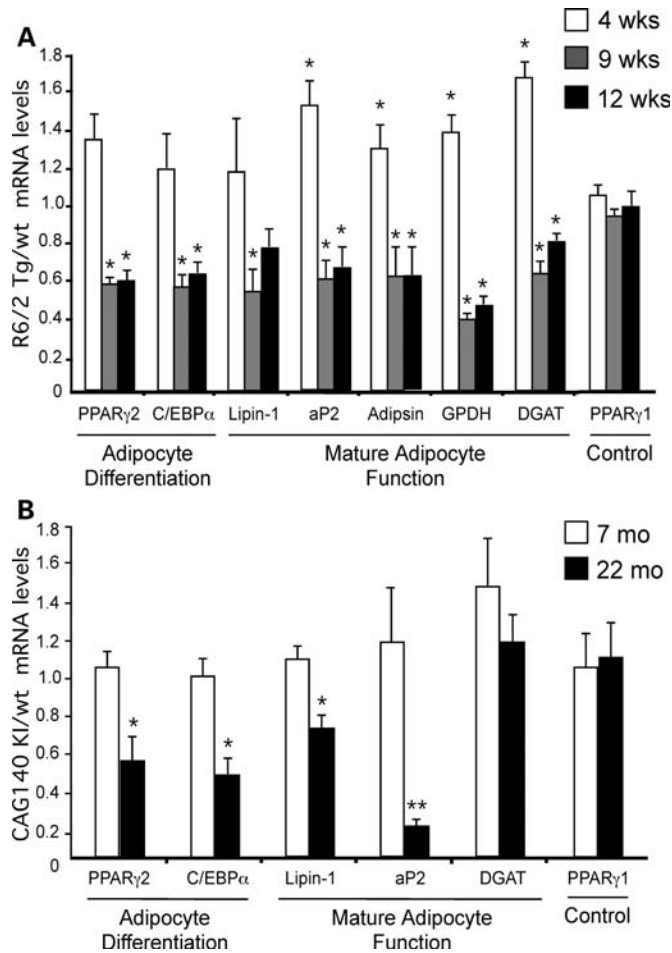 A
4 wks
9 wks
12 wks
R6/2 Tg/wt mRNA levels
1.8
1.6
1.4
1.2
1.0
0.8
0.6
0.4
0.2
0
* * * *
* * * * * * * * * * * * *
PPARγ2 C/EBPα Lipin-1 aP2 Adipsin GPDH DGAT PPARγ1
Adipocyte Differentiation
Mature Adipocyte Function
Control
B
7 mo
22 mo
CAG140 KI/wt mRNA levels
1.8
1.6
1.4
1.2
1.0
0.8
0.6
0.4
0.2
0
* * * **
PPARγ2 C/EBPα Lipin-1 aP2 DGAT PPARγ1
Adipocyte Differentiation
Mature Adipocyte Function
Control